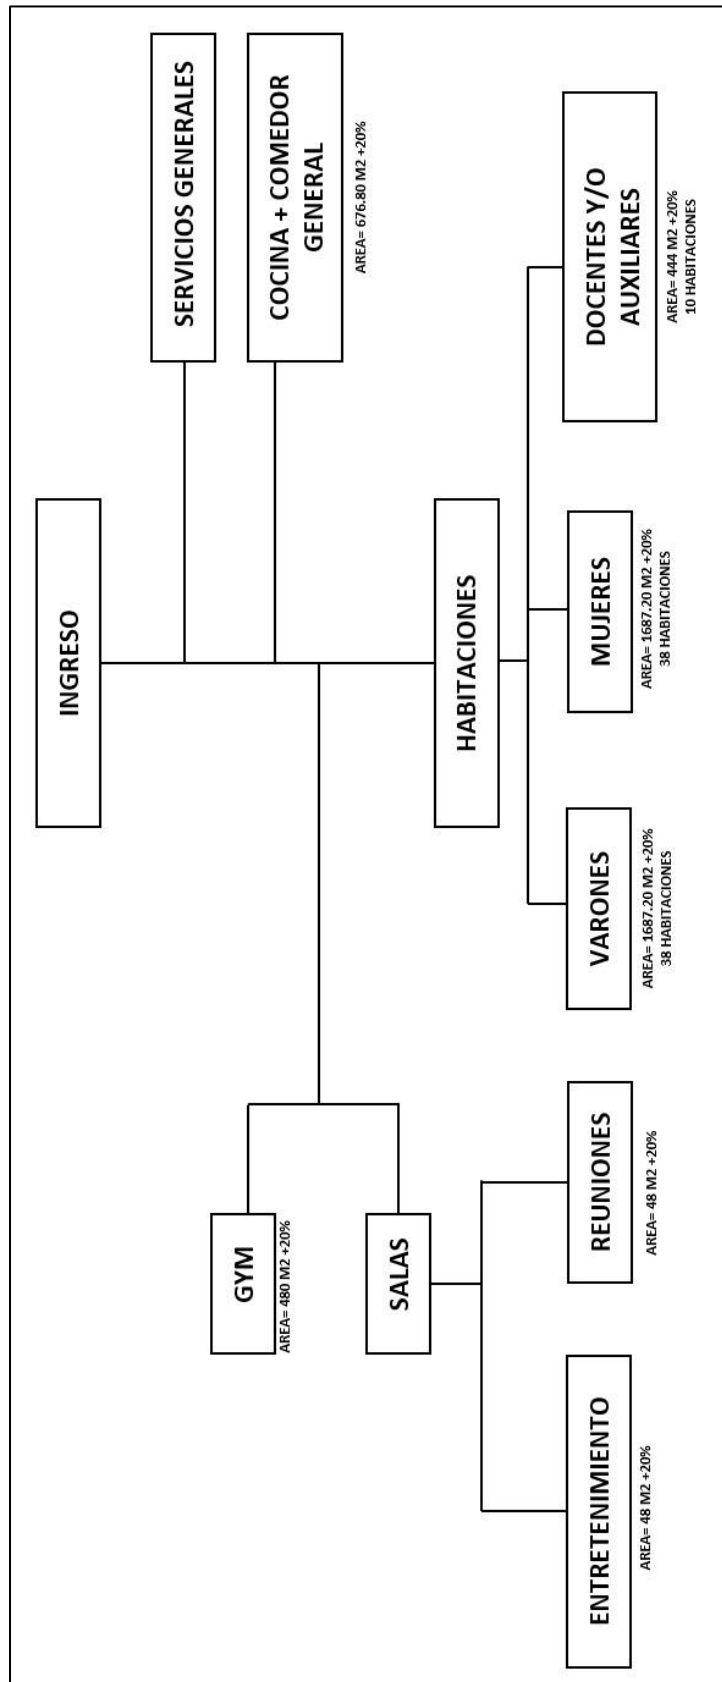 INGRESO
SERVICIOS GENERALES
COCINA + COMEDOR
GENERAL
AREA= 676.80 M2 +20%
GYM
AREA= 480 M2 +20%
SALAS
HABITACIONES
ENTRETENIMIENTO
AREA= 48 M2 +20%
REUNIONES
AREA= 48 M2 +20%
VARONES
AREA= 1687.20 M2 +20%
38 HABITACIONES
MUJERES
AREA= 1687.20 M2 +20%
38 HABITACIONES
DOCENTES Y/O
AUXILIARES
AREA= 444 M2 +20%
10 HABITACIONES